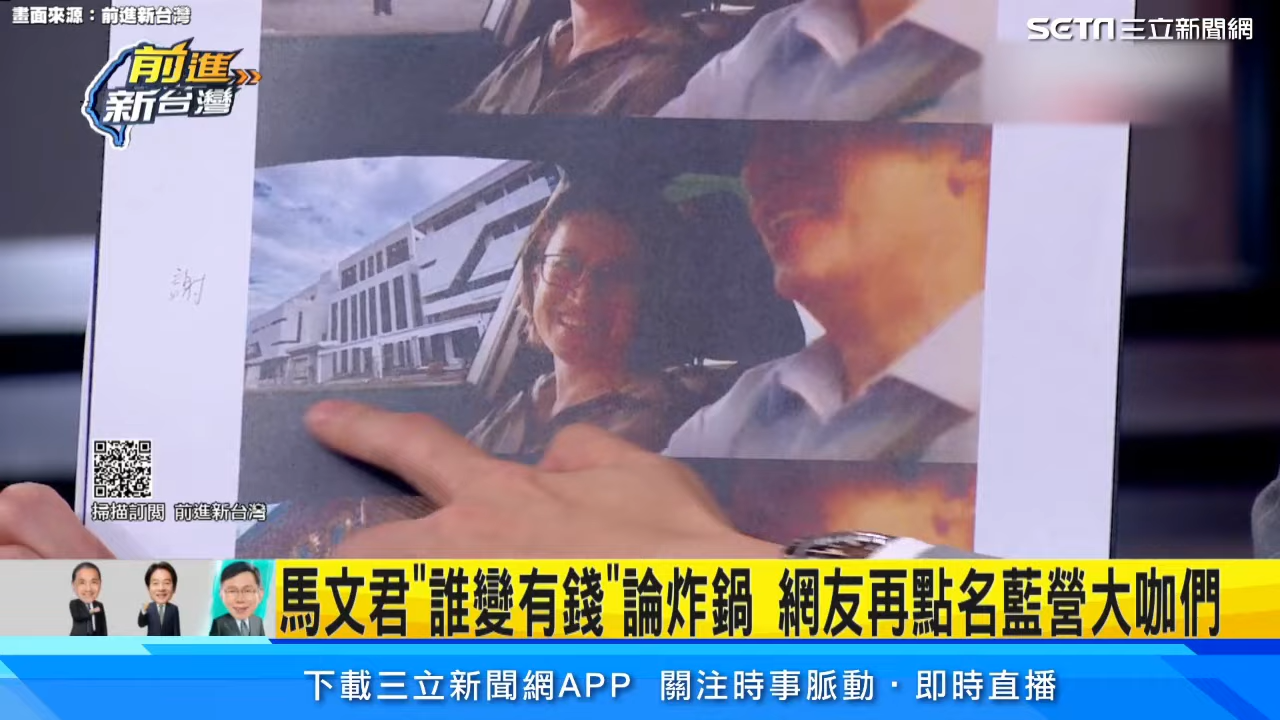 畫面來源：前進新台灣
SETN三立新聞網
前進
新台灣
謝
掃描訂閱 前進新台灣
馬文君"誰變有錢"論炸鍋 網友再點名藍營大咖們
下載三立新聞網APP 關注時事脈動·即時直播